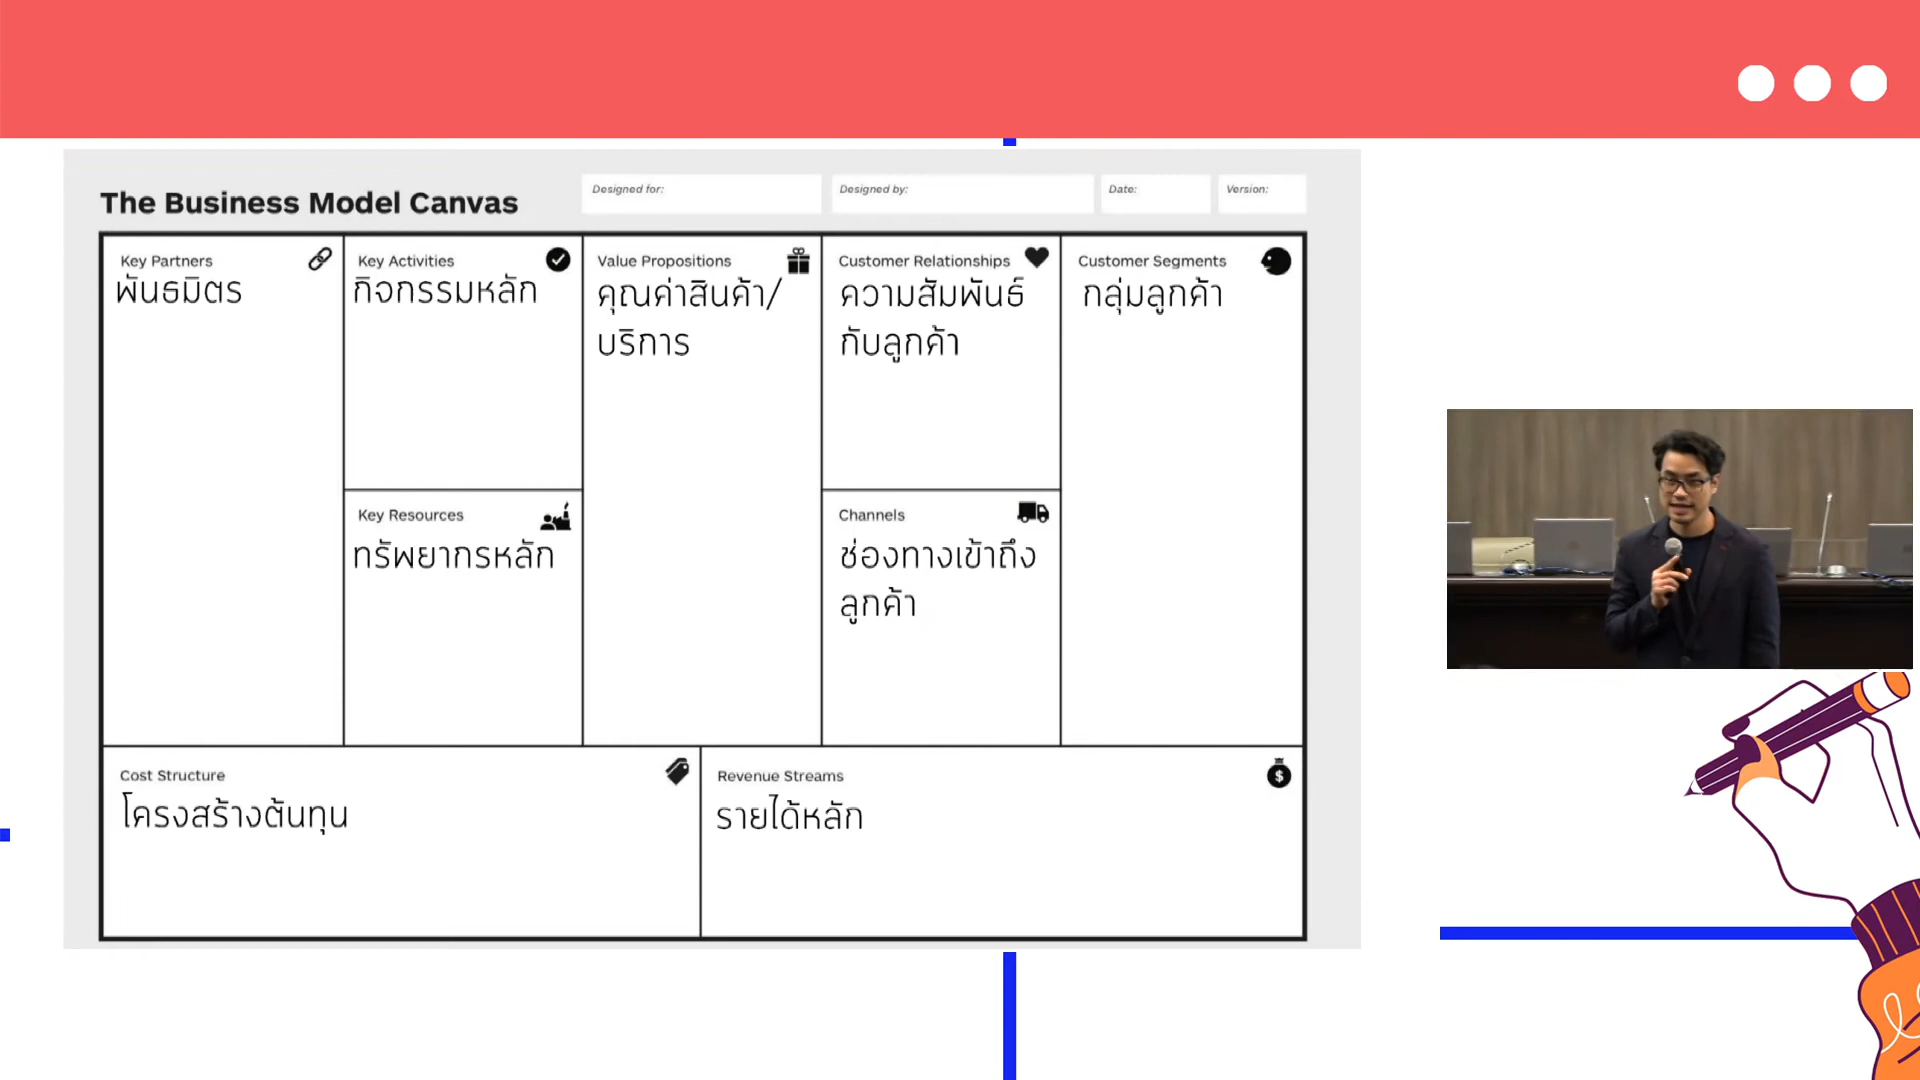 The Business Model Canvas
Designed for:
Designed by:
Date:
Version:
Key Partners
พันธมิตร
Key Activities
กิจกรรมหลัก
Value Propositions
คุณค่าสินค้า/
บริการ
Customer Relationships
ความสัมพันธ์
กับลูกค้า
Customer Segments
กลุ่มลูกค้า
Key Resources
ทรัพยากรหลัก
Channels
ช่องทางเข้าถึง
ลูกค้า
Cost Structure
โครงสร้างต้นทุน
Revenue Streams
รายได้หลัก